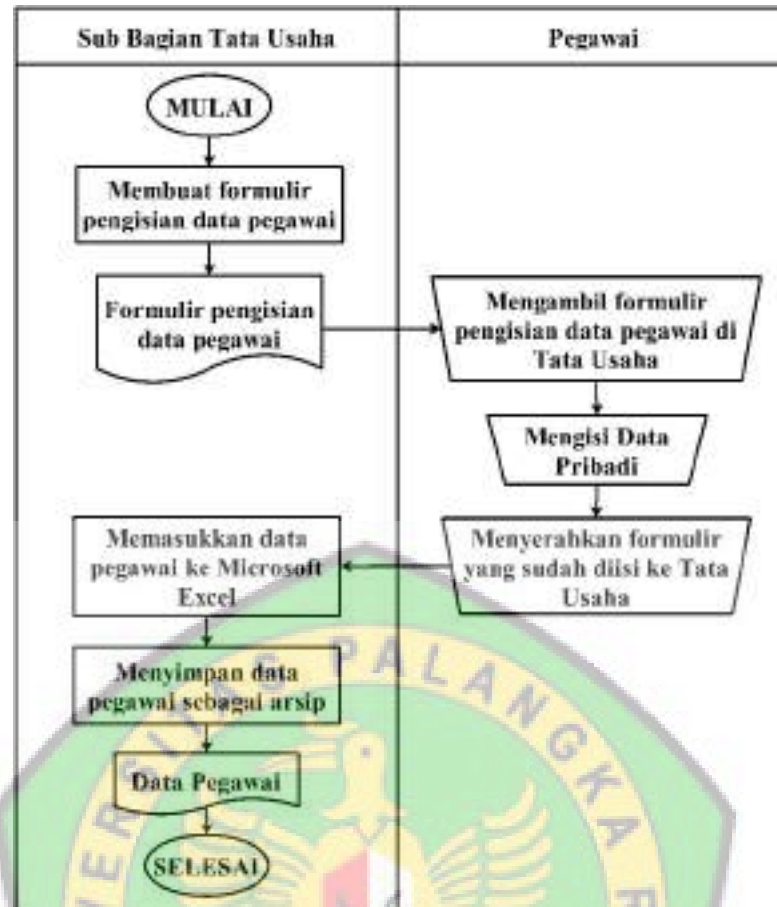 Sub Bagian Tata Usaha
Pegawai
MULAI
Membuat formulir
pengisian data pegawai
Formulir pengisian
data pegawai
Mengambil formulir
pengisian data pegawai di
Tata Usaha
Mengisi Data
Pribadi
Menyerahkan formulir
yang sudah diisi ke Tata
Usaha
Memasukkan data
pegawai ke Microsoft
Excel
Menyimpan data
pegawai sebagai arsip
Data Pegawai
SELESAI
ERSITAS PALANGKA R